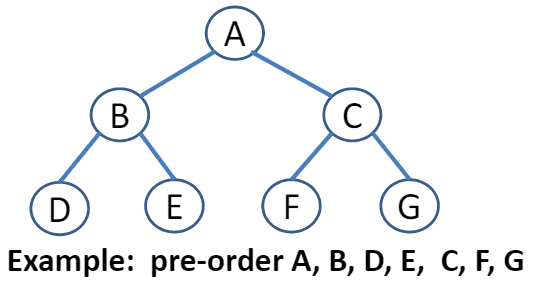 A
B C
D E F G
Example: pre-order A, B, D, E, C, F, G